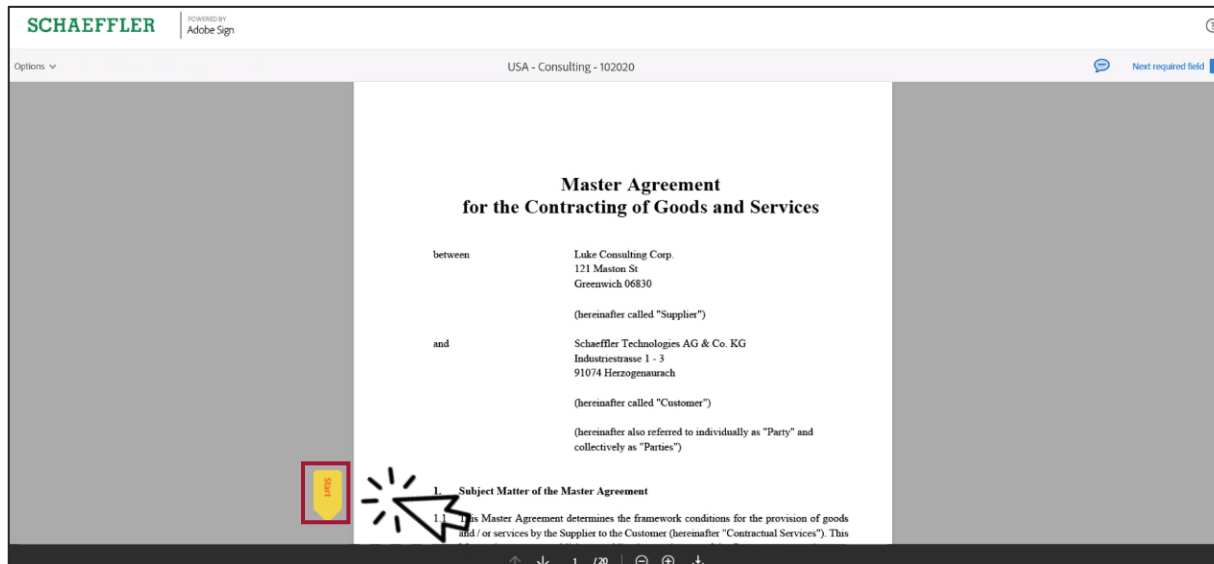 SCHAEFFLER
POWERED BY
Adobe Sign
Options
USA - Consulting - 102020
Next required field
Master Agreement
for the Contracting of Goods and Services
between
Luke Consulting Corp.
121 Maston St
Greenwich 06830
(hereinafter called "Supplier")
and
Schaeffler Technologies AG & Co. KG
Industriestrasse 1 - 3
91074 Herzogenaurach
(hereinafter called "Customer")
(hereinafter also referred to individually as "Party" and
collectively as "Parties")
Start
1. Subject Matter of the Master Agreement
1.1 This Master Agreement determines the framework conditions for the provision of goods
and / or services by the Supplier to the Customer (hereinafter "Contractual Services"). This
1 /20